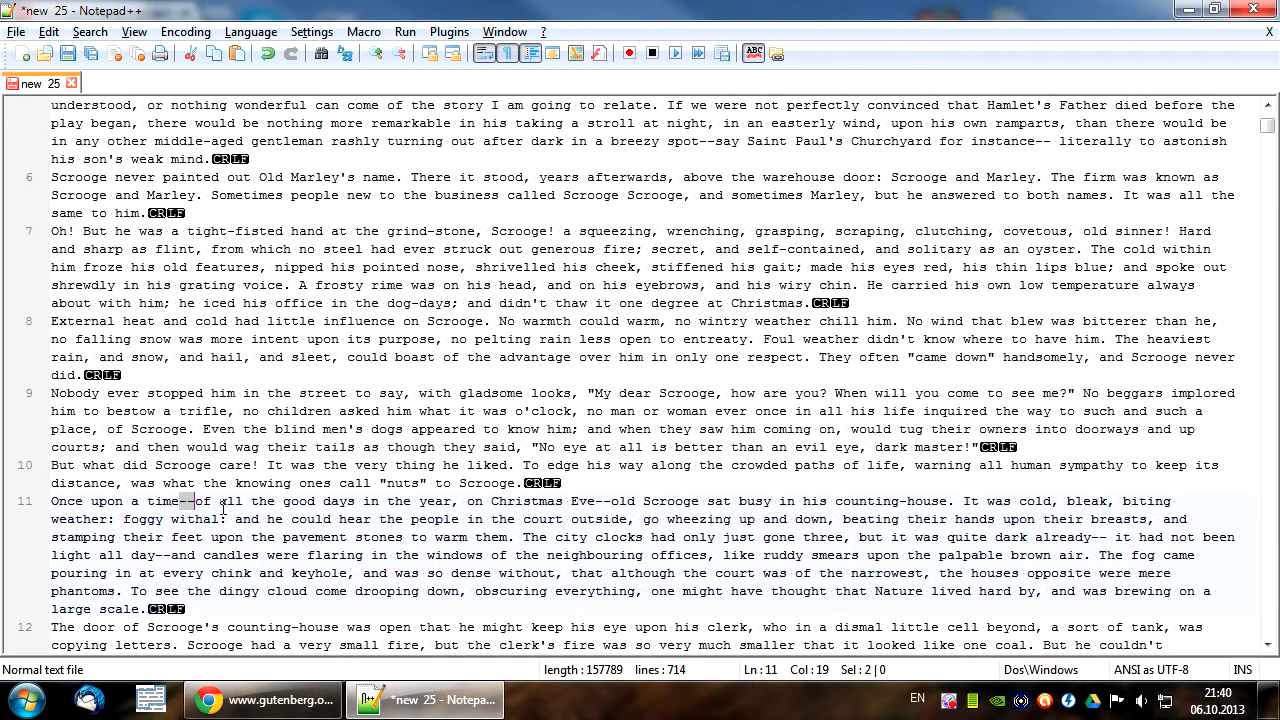 *new  25 - Notepad++
File Edit Search View Encoding Language Settings Macro Run Plugins Window ? X
new  25
understood, or nothing wonderful can come of the story I am going to relate. If we were not perfectly convinced that Hamlet's Father died before the
play began, there would be nothing more remarkable in his taking a stroll at night, in an easterly wind, upon his own ramparts, than there would be
in any other middle-aged gentleman rashly turning out after dark in a breezy spot--say Saint Paul's Churchyard for instance-- literally to astonish
his son's weak mind.CRLF
6 Scrooge never painted out Old Marley's name. There it stood, years afterwards, above the warehouse door: Scrooge and Marley. The firm was known as
Scrooge and Marley. Sometimes people new to the business called Scrooge Scrooge, and sometimes Marley, but he answered to both names. It was all the
same to him.CRLF
7 Oh! But he was a tight-fisted hand at the grind-stone, Scrooge! a squeezing, wrenching, grasping, scraping, clutching, covetous, old sinner! Hard
and sharp as flint, from which no steel had ever struck out generous fire; secret, and self-contained, and solitary as an oyster. The cold within
him froze his old features, nipped his pointed nose, shrivelled his cheek, stiffened his gait; made his eyes red, his thin lips blue; and spoke out
shrewdly in his grating voice. A frosty rime was on his head, and on his eyebrows, and his wiry chin. He carried his own low temperature always
about with him; he iced his office in the dog-days; and didn't thaw it one degree at Christmas.CRLF
8 External heat and cold had little influence on Scrooge. No warmth could warm, no wintry weather chill him. No wind that blew was bitterer than he,
no falling snow was more intent upon its purpose, no pelting rain less open to entreaty. Foul weather didn't know where to have him. The heaviest
rain, and snow, and hail, and sleet, could boast of the advantage over him in only one respect. They often "came down" handsomely, and Scrooge never
did.CRLF
9 Nobody ever stopped him in the street to say, with gladsome looks, "My dear Scrooge, how are you? When will you come to see me?" No beggars implored
him to bestow a trifle, no children asked him what it was o'clock, no man or woman ever once in all his life inquired the way to such and such a
place, of Scrooge. Even the blind men's dogs appeared to know him; and when they saw him coming on, would tug their owners into doorways and up
courts; and then would wag their tails as though they said, "No eye at all is better than an evil eye, dark master!"CRLF
10 But what did Scrooge care! It was the very thing he liked. To edge his way along the crowded paths of life, warning all human sympathy to keep its
distance, was what the knowing ones call "nuts" to Scrooge.CRLF
11 Once upon a time--of all the good days in the year, on Christmas Eve--old Scrooge sat busy in his counting-house. It was cold, bleak, biting
weather: foggy withal: and he could hear the people in the court outside, go wheezing up and down, beating their hands upon their breasts, and
stamping their feet upon the pavement stones to warm them. The city clocks had only just gone three, but it was quite dark already-- it had not been
light all day--and candles were flaring in the windows of the neighbouring offices, like ruddy smears upon the palpable brown air. The fog came
pouring in at every chink and keyhole, and was so dense without, that although the court was of the narrowest, the houses opposite were mere
phantoms. To see the dingy cloud come drooping down, obscuring everything, one might have thought that Nature lived hard by, and was brewing on a
large scale.CRLF
12 The door of Scrooge's counting-house was open that he might keep his eye upon his clerk, who in a dismal little cell beyond, a sort of tank, was
copying letters. Scrooge had a very small fire, but the clerk's fire was so very much smaller that it looked like one coal. But he couldn't
Normal text file length : 157789 lines : 714 Ln : 11 Col : 19 Sel : 2 | 0 Dos\Windows ANSI as UTF-8 INS
www.gutenberg.o... *new  25 - Notepa... EN 21:40
06.10.2013